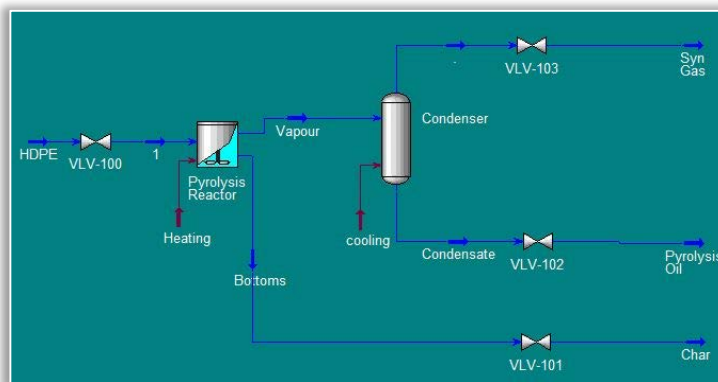 VLV-103
Syn
Gas
HDPE
VLV-100
1
Pyrolysis
Reactor
Heating
Vapour
Condenser
cooling
Condensate
VLV-102
Pyrolysis
Oil
Bottoms
VLV-101
Char